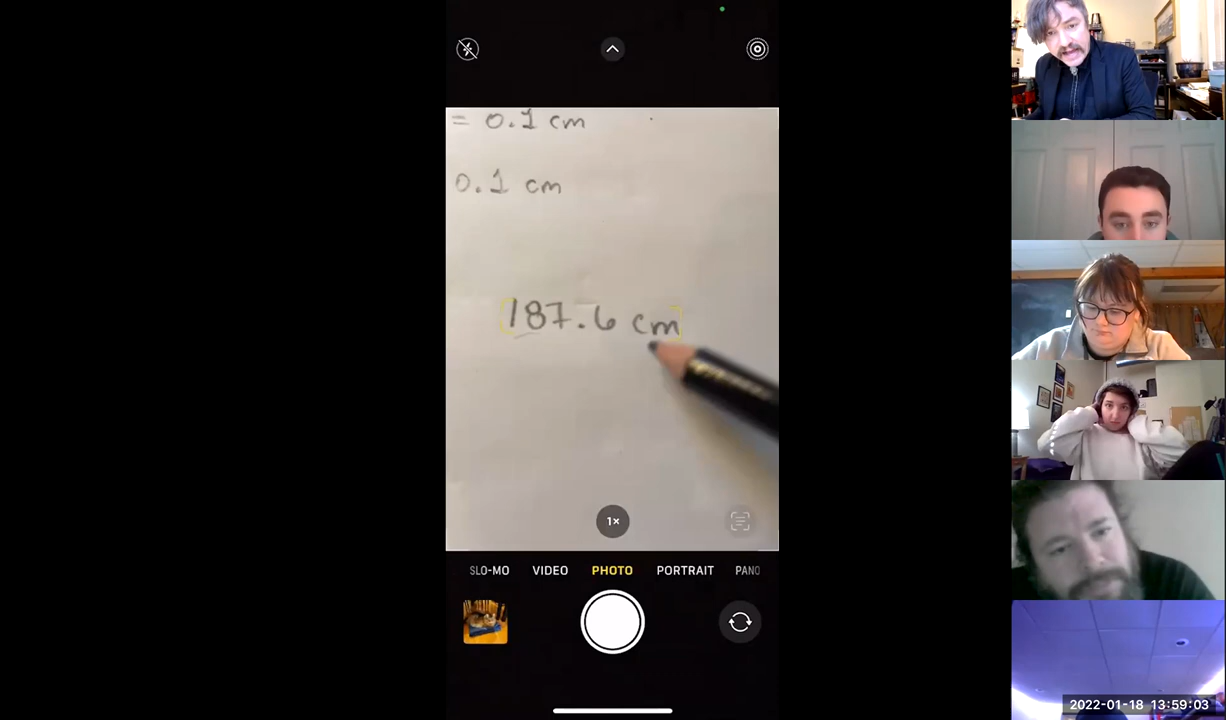 = 0.1 cm
0.1 cm
187.6 cm
1×
SLO-MO VIDEO PHOTO PORTRAIT PANO
2022-01-18 13:59:03